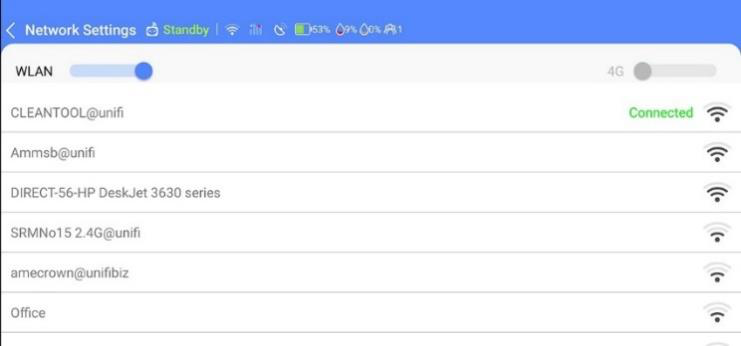 Network Settings Standby 53% 9% 0% 1
WLAN 4G
CLEANTOOL@unifi Connected
Ammsb@unifi
DIRECT-56-HP DeskJet 3630 series
SRMNo15 2.4G@unifi
amecrown@unifibiz
Office